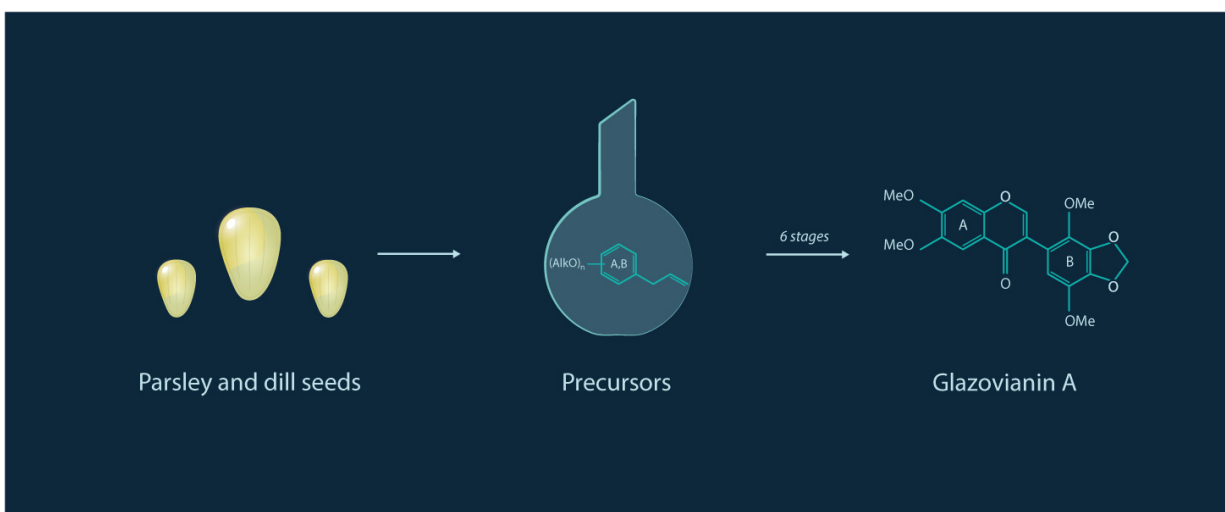 MeO
O
OMe
A
6 stages
MeO
O
(AlkO)n
A,B
B
O
O
OMe
Parsley and dill seeds
Precursors
Glazovianin A